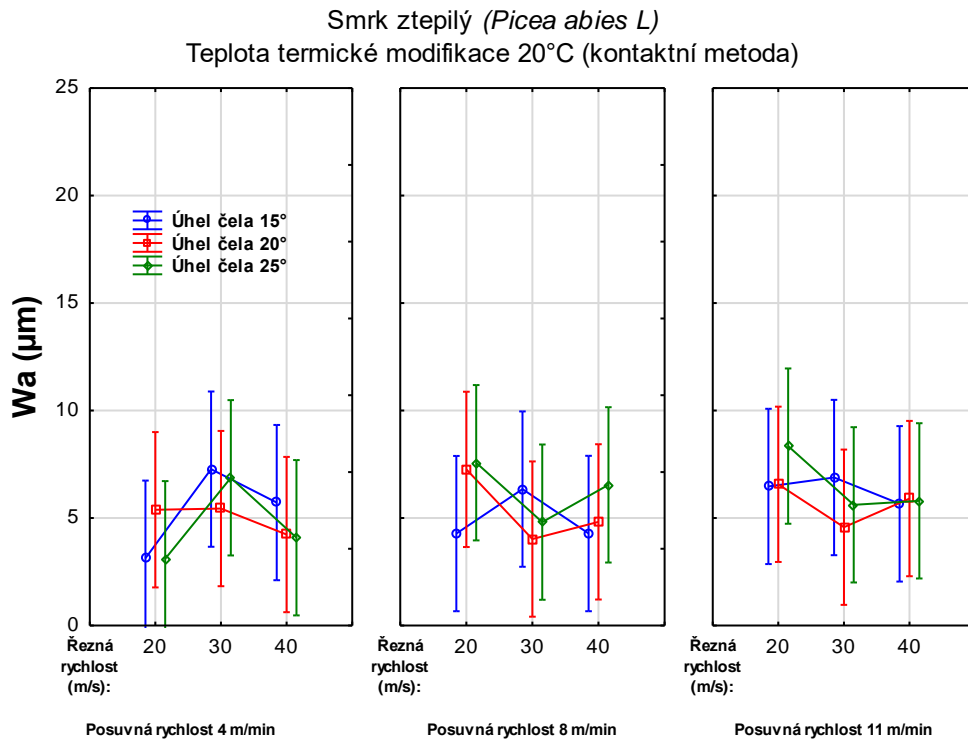 Smrk ztepilý (Picea abies L)
Teplota termické modifikace 20°C (kontaktní metoda)
Wa (µm)
25
20
15
10
5
0
Úhel čela 15°
Úhel čela 20°
Úhel čela 25°
Řezná rychlost (m/s):
20 30 40
Posuvná rychlost 4 m/min
Řezná rychlost (m/s):
20 30 40
Posuvná rychlost 8 m/min
Řezná rychlost (m/s):
20 30 40
Posuvná rychlost 11 m/min